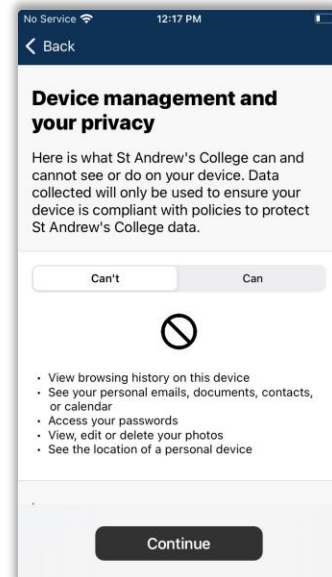 No Service 12:17 PM
Back
Device management and
your privacy
Here is what St Andrew's College can and
cannot see or do on your device. Data
collected will only be used to ensure your
device is compliant with policies to protect
St Andrew's College data.
Can't Can
• View browsing history on this device
• See your personal emails, documents, contacts,
or calendar
• Access your passwords
• View, edit or delete your photos
• See the location of a personal device
Continue